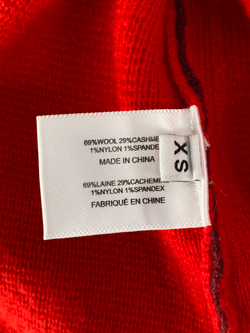 69%WOOL 29%CASHME
1%NYLON 1%SPANDE
MADE IN CHINA
69%LAINE 29%CACHEMI
1%NYLON 1%SPANDEX
FABRIQUÉ EN CHINE
XS